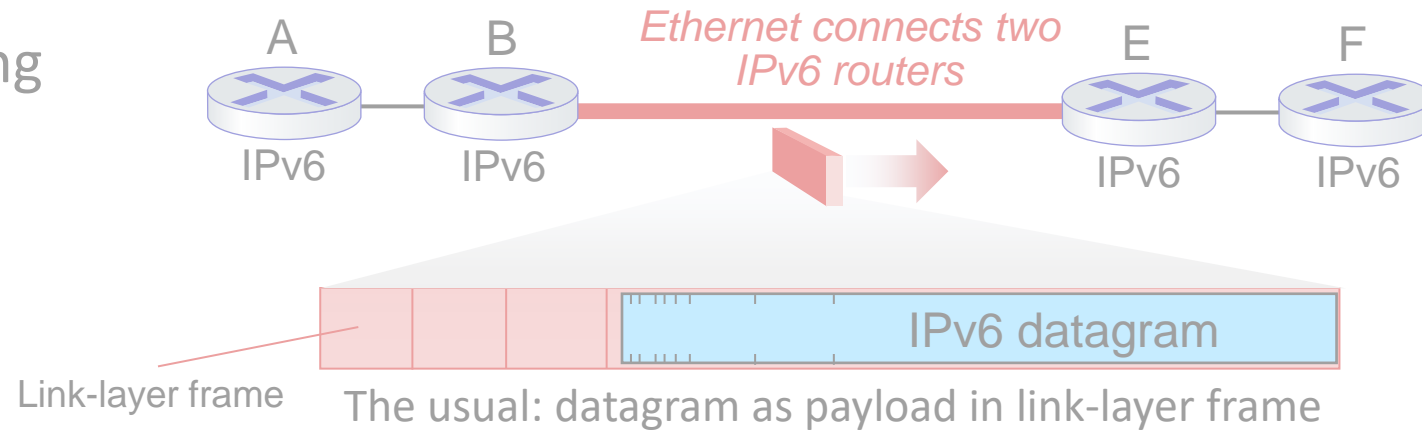 A
B
Ethernet connects two
IPv6 routers
E
F
IPv6
IPv6
IPv6
IPv6
IPv6 datagram
Link-layer frame
The usual: datagram as payload in link-layer frame